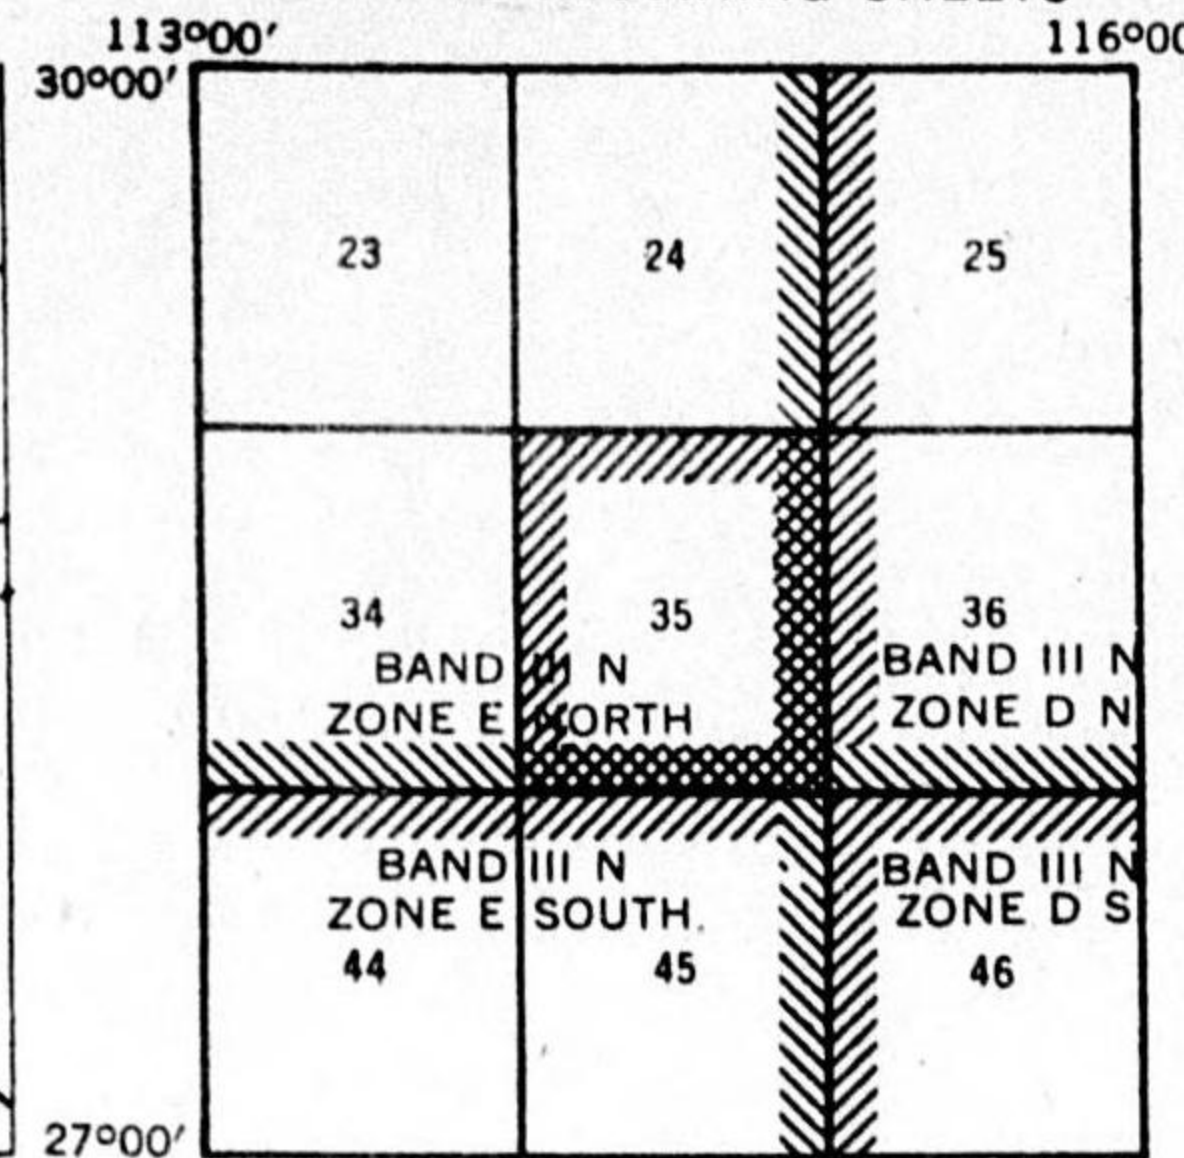 113°00′
116°00
30°00′
23
24
25
34
35
36
BAND III N
ZONE E NORTH
BAND III N
ZONE D N
BAND III N
ZONE E SOUTH
BAND III N
ZONE D S
44
45
46
27°00′